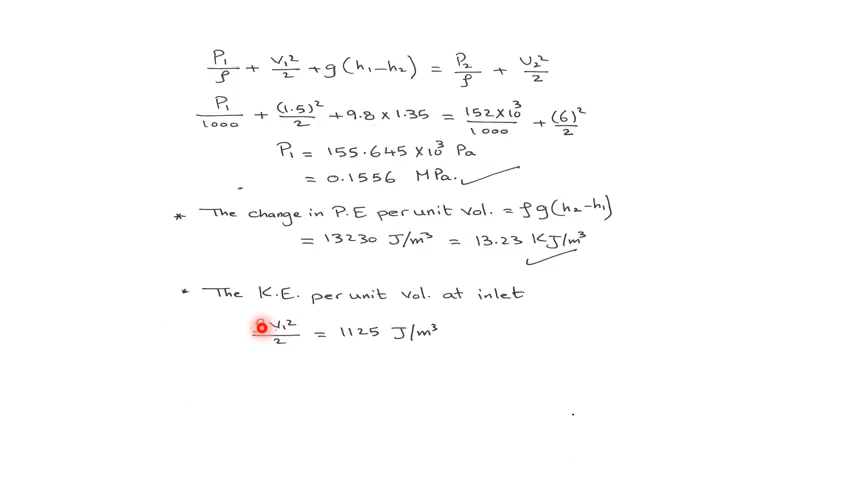 P₁/ρ + V₁²/2 + g(h₁-h₂) = P₂/ρ + V₂²/2
P₁/1000 + (1.5)²/2 + 9.8 × 1.35 = 152×10³/1000 + (6)²/2
P₁ = 155.645 × 10³ Pa
= 0.1556 MPa.
* The change in P.E per unit vol. = ρg(h₂-h₁)
= 13230 J/m³ = 13.23 KJ/m³
* The K.E. per unit vol. at inlet
V₁²/2 = 1125 J/m³